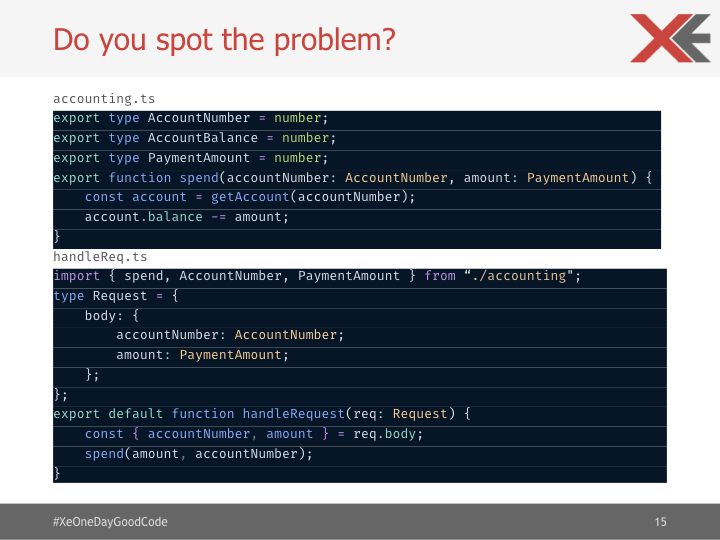 Do you spot the problem?
XE
accounting.ts
export type AccountNumber = number;
export type AccountBalance = number;
export type PaymentAmount = number;
export function spend(accountNumber: AccountNumber, amount: PaymentAmount) {
    const account = getAccount(accountNumber);
    account.balance -= amount;
}
handleReq.ts
import { spend, AccountNumber, PaymentAmount } from “./accounting";
type Request = {
    body: {
        accountNumber: AccountNumber;
        amount: PaymentAmount;
    };
};
export default function handleRequest(req: Request) {
    const { accountNumber, amount } = req.body;
    spend(amount, accountNumber);
}
#XeOneDayGoodCode
15